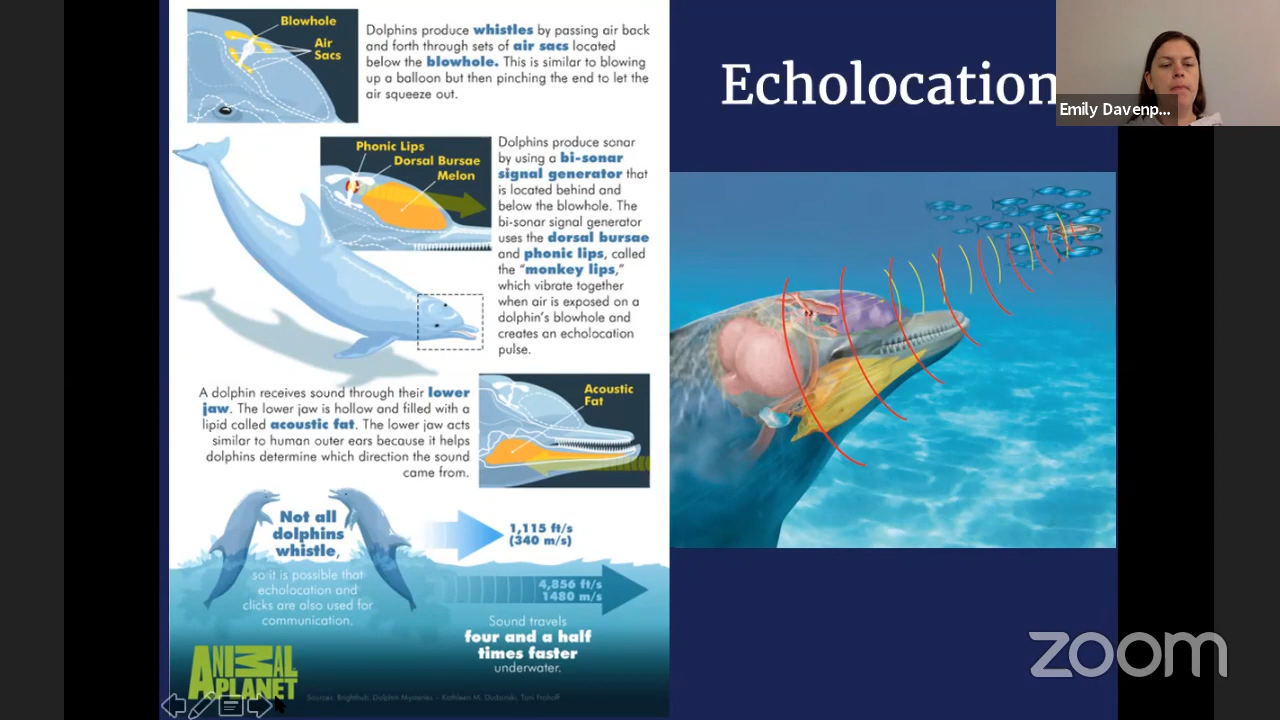 Blowhole
Air
Sacs
Dolphins produce whistles by passing air back
and forth through sets of air sacs located
below the blowhole. This is similar to blowing
up a balloon but then pinching the end to let the
air squeeze out.
Echolocation
Emily Davenp...
Phonic Lips
Dorsal Bursae
Melon
Dolphins produce sonar
by using a bi-sonar
signal generator that
is located behind and
below the blowhole. The
bi-sonar signal generator
uses the dorsal bursae
and phonic lips, called
the “monkey lips,”
which vibrate together
when air is exposed on a
dolphin’s blowhole and
creates an echolocation
pulse.
A dolphin receives sound through their lower
jaw. The lower jaw is hollow and filled with a
lipid called acoustic fat. The lower jaw acts
similar to human outer ears because it helps
dolphins determine which direction the sound
came from.
Acoustic
Fat
Not all
dolphins
whistle,
so it is possible that
echolocation and
clicks are also used for
communication.
1,115 ft/s
(340 m/s)
4,856 ft/s
1480 m/s
Sound travels
four and a half
times faster
underwater.
ANIMAL
PLANET
Sources: Brighthub; Dolphin Mysteries - Kathleen M. Dudzinski, Toni Frohoff
zoom